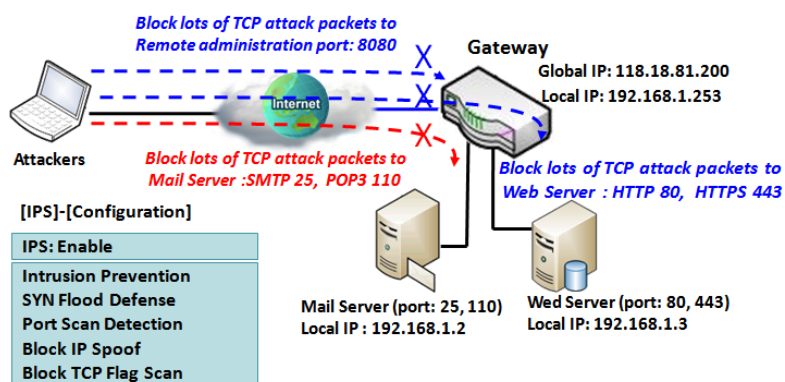 Block lots of TCP attack packets to
Remote administration port: 8080
Gateway
Global IP: 118.18.81.200
Local IP: 192.168.1.253
Internet
Attackers
Block lots of TCP attack packets to
Mail Server :SMTP 25, POP3 110
Block lots of TCP attack packets to
Web Server : HTTP 80, HTTPS 443
[IPS]-[Configuration]
IPS: Enable
Intrusion Prevention
SYN Flood Defense
Port Scan Detection
Block IP Spoof
Block TCP Flag Scan
Mail Server (port: 25, 110)
Local IP : 192.168.1.2
Wed Server (port: 80, 443)
Local IP: 192.168.1.3